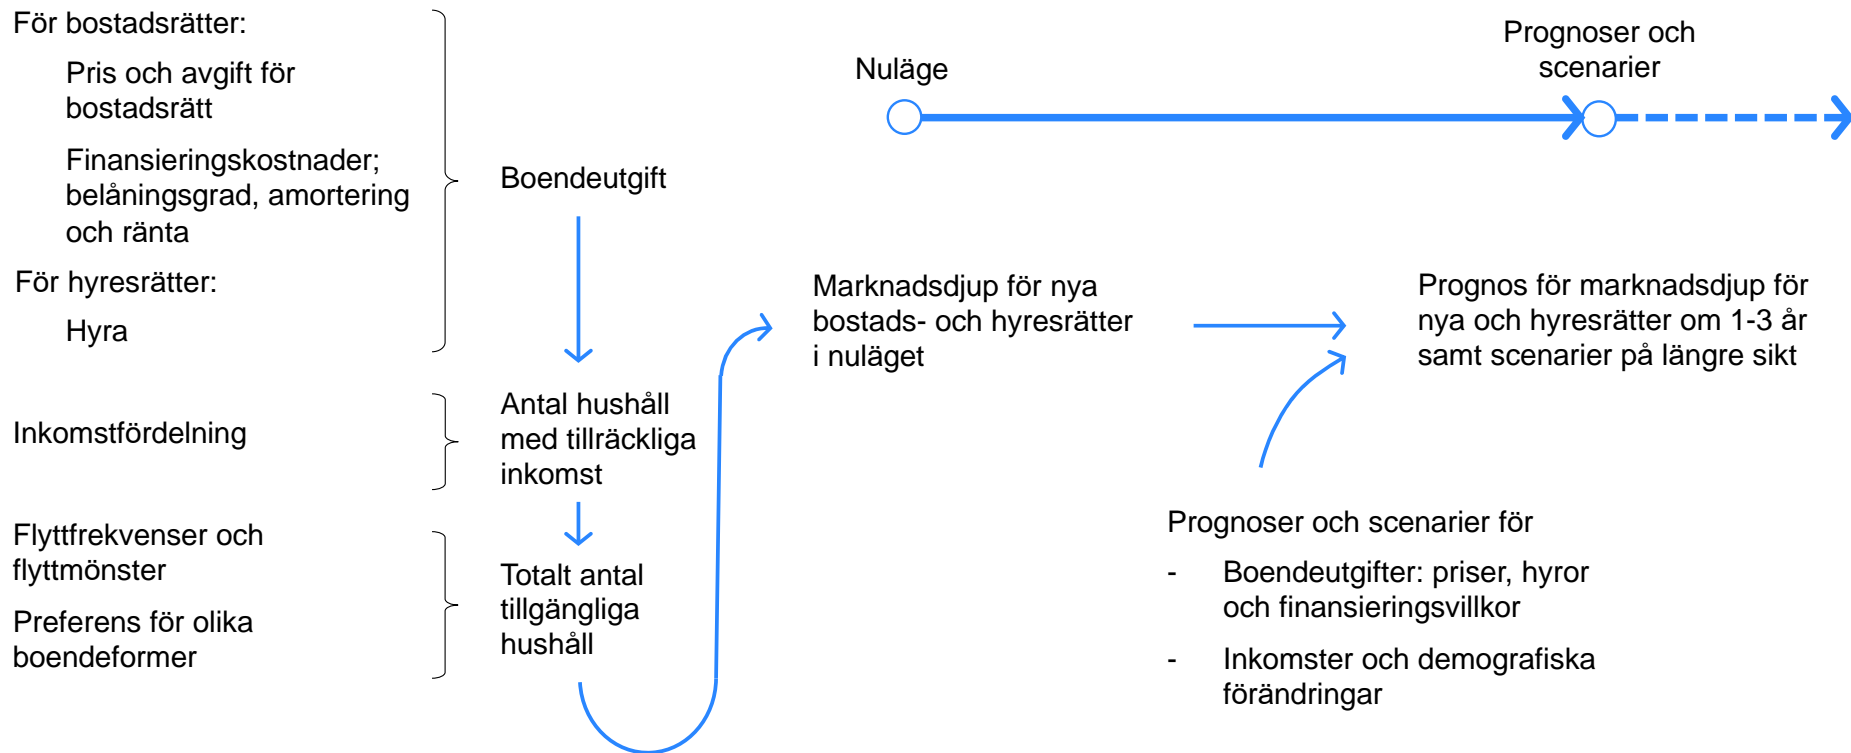 För bostadsrätter:
Pris och avgift för
bostadsrätt
Finansieringskostnader;
belåningsgrad, amortering
och ränta
För hyresrätter:
Hyra
Inkomstfördelning
Flyttfrekvenser och
flyttmönster
Preferens för olika
boendeformer
Boendeutgift
Antal hushåll
med tillräckliga
inkomst
Totalt antal
tillgängliga
hushåll
Nuläge
Prognoser och
scenarier
Marknadsdjup för nya
bostads- och hyresrätter
i nuläget
Prognos för marknadsdjup för
nya och hyresrätter om 1-3 år
samt scenarier på längre sikt
Prognoser och scenarier för
- Boendeutgifter: priser, hyror
och finansieringsvillkor
- Inkomster och demografiska
förändringar